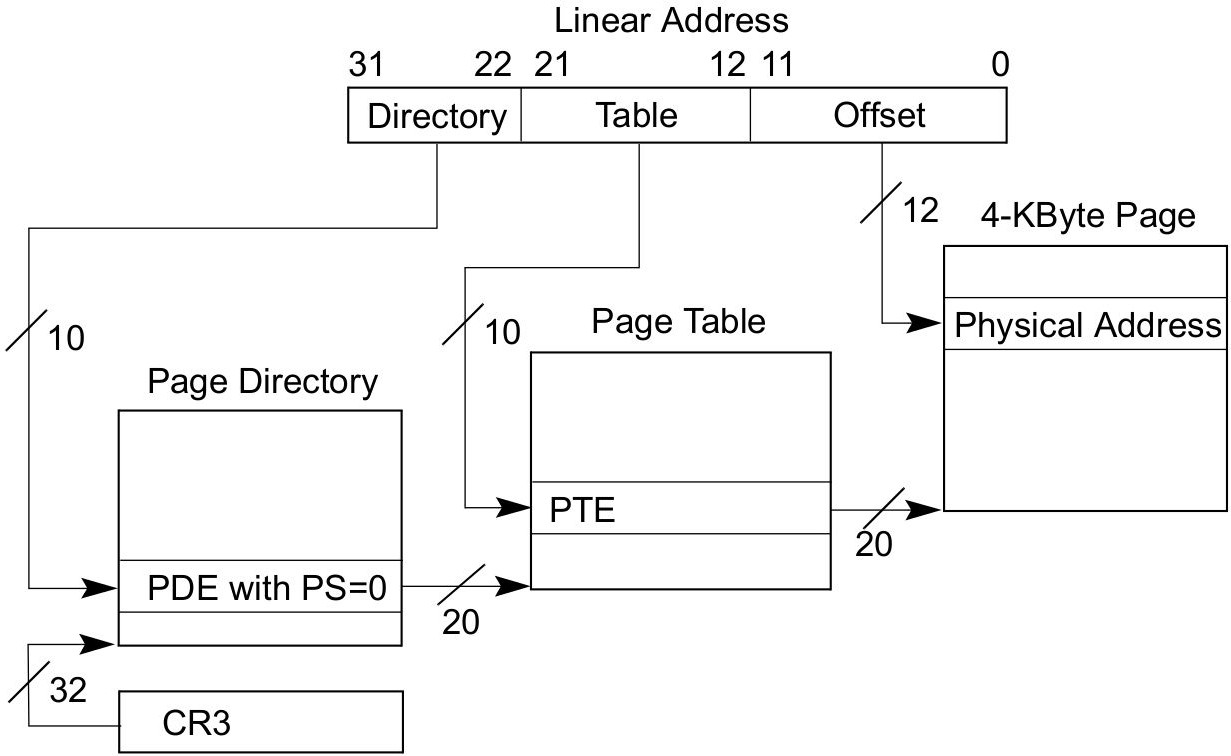 Linear Address
31 22 21 12 11 0
Directory Table Offset
12
4-KByte Page
10
10
Page Table
Physical Address
Page Directory
PTE
20
PDE with PS=0
20
32
CR3